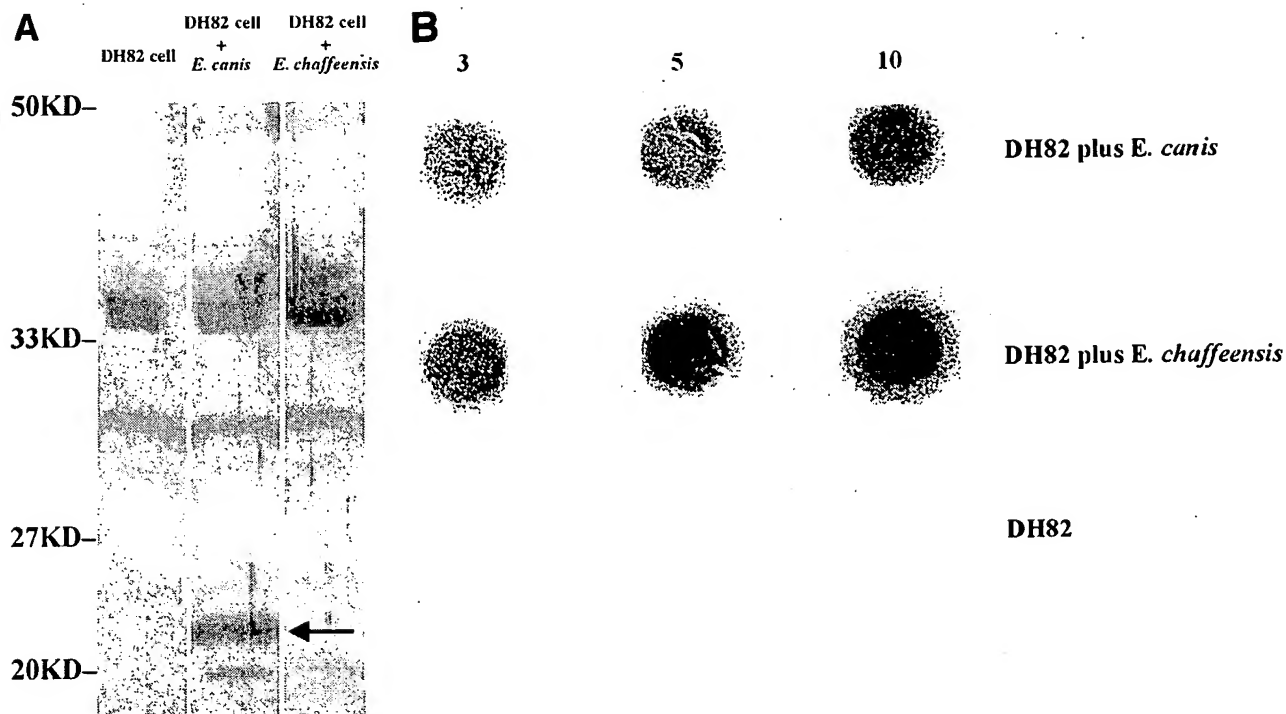 A
DH82 cell
DH82 cell
+
E. canis
DH82 cell
+
E. chaffeensis
50KD–
33KD–
27KD–
20KD–
B
3
5
10
DH82 plus E. canis
DH82 plus E. chaffeensis
DH82